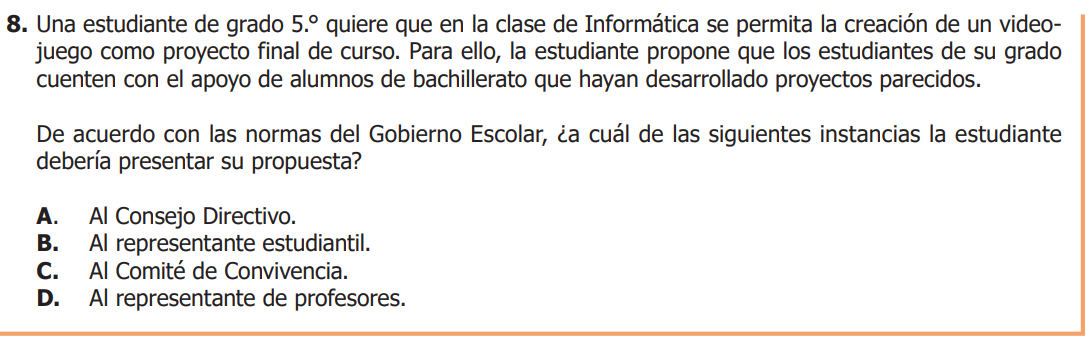 8. Una estudiante de grado 5.° quiere que en la clase de Informática se permita la creación de un video-
juego como proyecto final de curso. Para ello, la estudiante propone que los estudiantes de su grado
cuenten con el apoyo de alumnos de bachillerato que hayan desarrollado proyectos parecidos.
De acuerdo con las normas del Gobierno Escolar, ¿a cuál de las siguientes instancias la estudiante
debería presentar su propuesta?
A. Al Consejo Directivo.
B. Al representante estudiantil.
C. Al Comité de Convivencia.
D. Al representante de profesores.